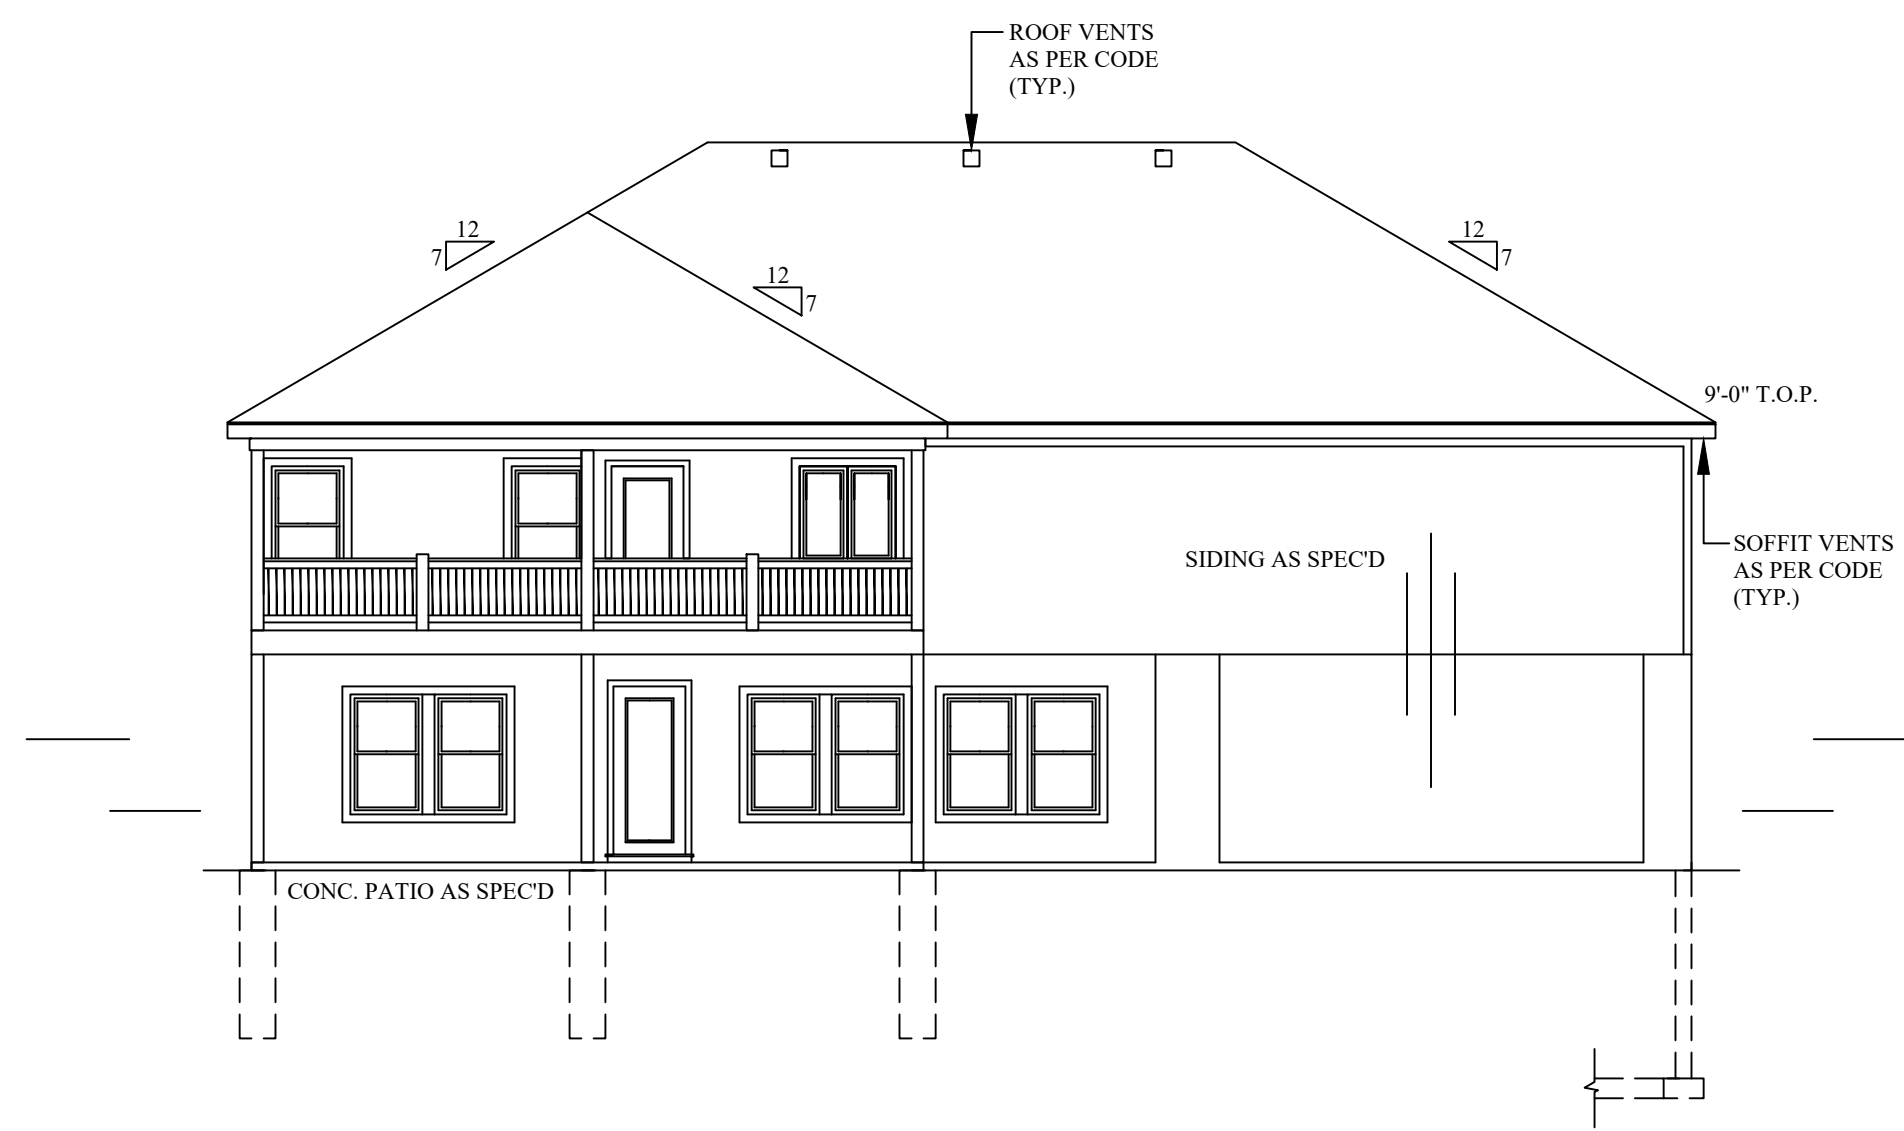 ROOF VENTS
AS PER CODE
(TYP.)
12
7
12
7
12
7
9'-0" T.O.P.
SOFFIT VENTS
AS PER CODE
(TYP.)
SIDING AS SPEC'D
CONC. PATIO AS SPEC'D